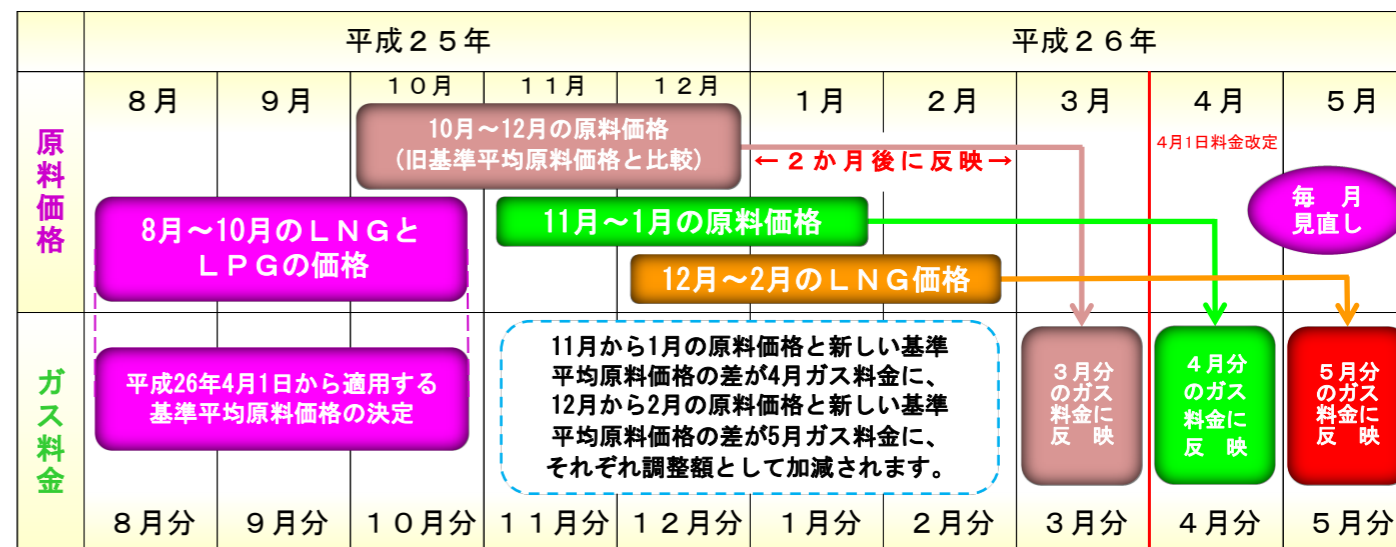 平成２５年
平成２６年
８月
９月
１０月
１１月
１２月
１月
２月
３月
４月
５月
原料価格
10月～12月の原料価格
(旧基準平均原料価格と比較)
←２か月後に反映→
4月1日料金改定
8月～10月のＬＮＧと
ＬＰＧの価格
11月～1月の原料価格
毎　月
見直し
12月～2月のＬＮＧ価格
ガス料金
平成26年4月1日から適用する
基準平均原料価格の決定
11月から1月の原料価格と新しい基準
平均原料価格の差が4月ガス料金に、
12月から2月の原料価格と新しい基準
平均原料価格の差が5月ガス料金に、
それぞれ調整額として加減されます。
３月分
のガス
料金に
反　映
４月分
のガス
料金に
反　映
５月分
のガス
料金に
反　映
８月分
９月分
１０月分
１１月分
１２月分
１月分
２月分
３月分
４月分
５月分